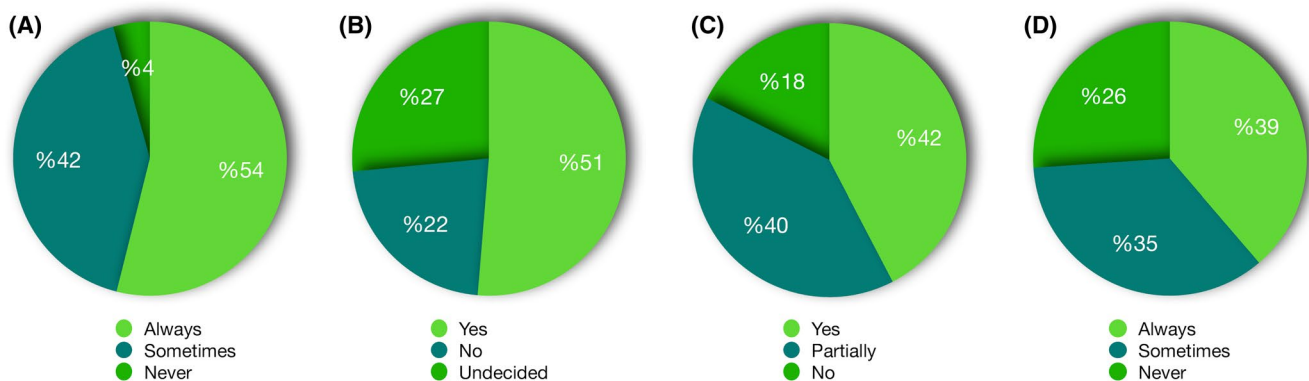 (A)
%4
%42
%54
Always
Sometimes
Never
(B)
%27
%51
%22
Yes
No
Undecided
(C)
%18
%42
%40
Yes
Partially
No
(D)
%26
%39
%35
Always
Sometimes
Never